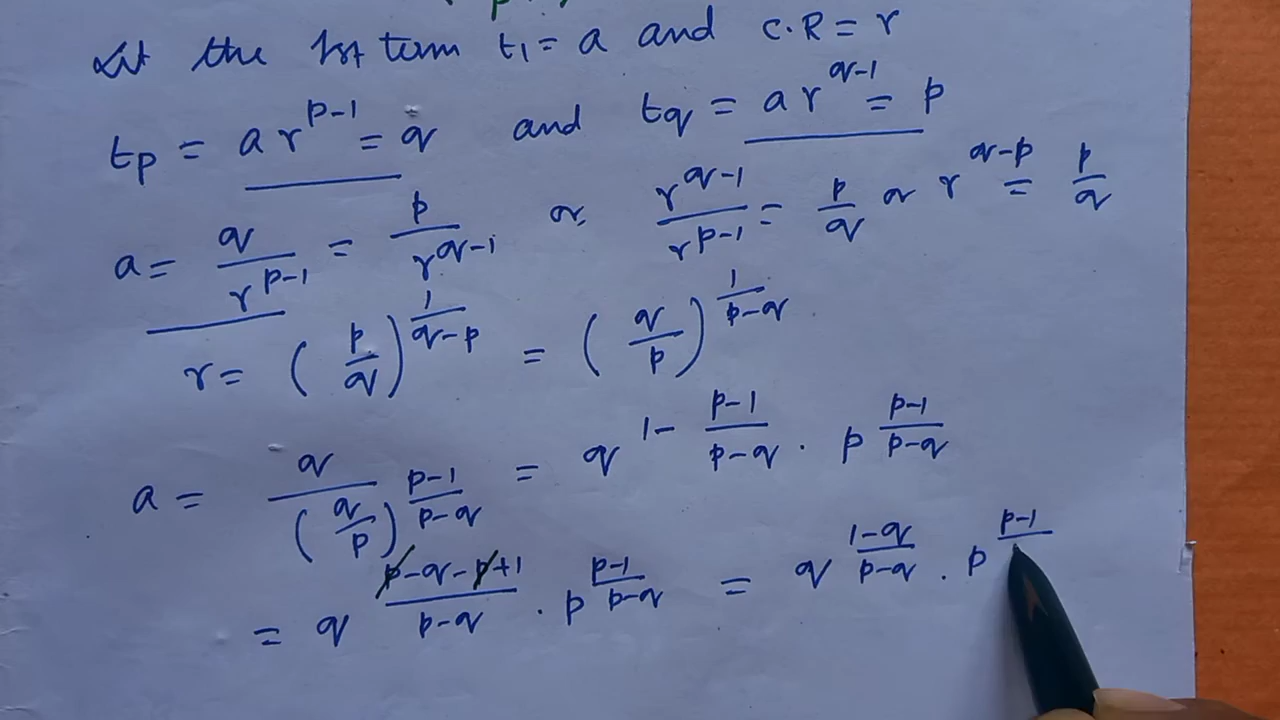 Let the 1st term t₁ = a and C.R = r
tp = a r^(p-1) = q and tq = a r^(q-1) = p
a = q / r^(p-1) = p / r^(q-1) or, r^(q-1) / r^(p-1) = p/q or r^(q-p) = p/q
r = (p/q)^(1/(q-p)) = (q/p)^(1/(p-q))
a = q / (q/p)^((p-1)/(p-q)) = q^(1 - (p-1)/(p-q)) . p^((p-1)/(p-q))
= q^((p-q-p+1)/(p-q)) . p^((p-1)/(p-q)) = q^((1-q)/(p-q)) . p^(p-1)